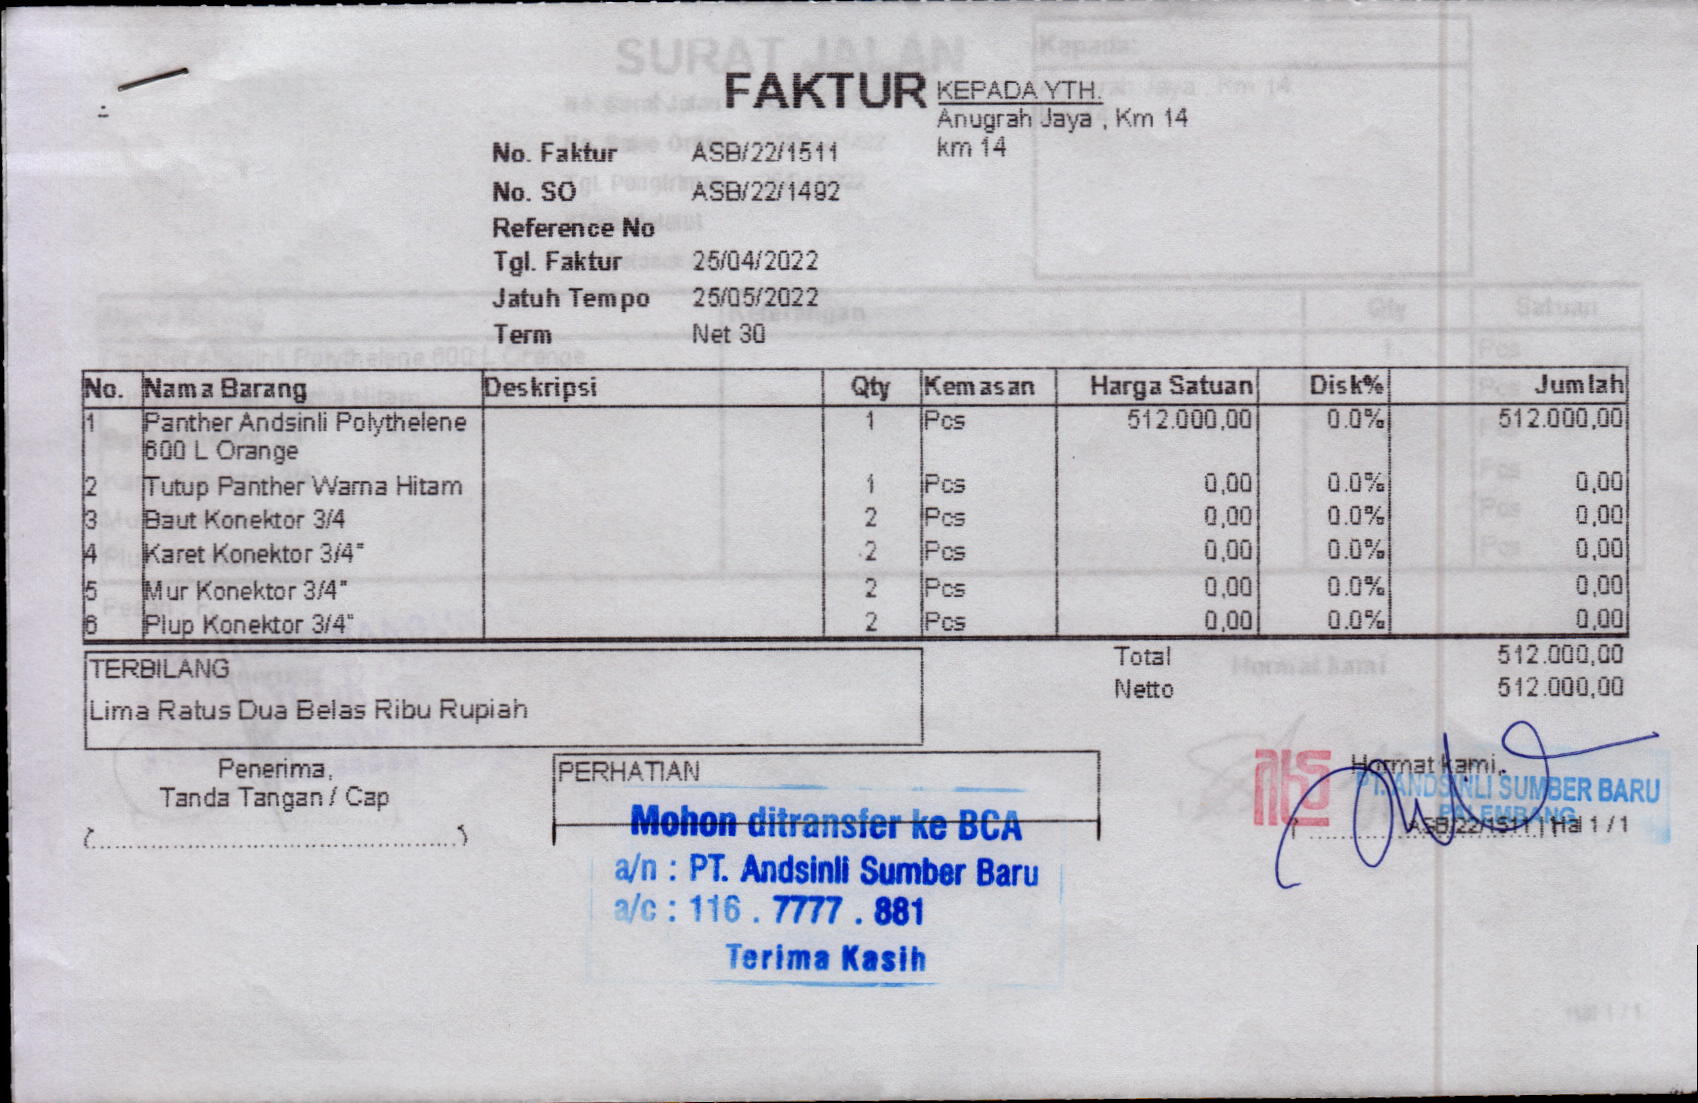 FAKTUR
KEPADA YTH.
Anugrah Jaya , Km 14
km 14
No. Faktur ASB/22/1511
No. SO ASB/22/1492
Reference No
Tgl. Faktur 25/04/2022
Jatuh Tempo 25/05/2022
Term Net 30
No. Nama Barang Deskripsi Qty Kemasan Harga Satuan Disk% Jumlah
1 Panther Andsinli Polythelene 1 Pcs 512.000,00 0.0% 512.000,00
600 L Orange
2 Tutup Panther Warna Hitam 1 Pcs 0,00 0.0% 0,00
3 Baut Konektor 3/4 2 Pcs 0,00 0.0% 0,00
4 Karet Konektor 3/4" 2 Pcs 0,00 0.0% 0,00
5 Mur Konektor 3/4" 2 Pcs 0,00 0.0% 0,00
6 Plup Konektor 3/4" 2 Pcs 0,00 0.0% 0,00
Total 512.000,00
Netto 512.000,00
TERBILANG
Lima Ratus Dua Belas Ribu Rupiah
Penerima,
Tanda Tangan / Cap
(................................................)
PERHATIAN
Mohon ditransfer ke BCA
a/n : PT. Andsinli Sumber Baru
a/c : 116 . 7777 . 881
Terima Kasih
Hormat kami,
PT. ANDSINLI SUMBER BARU
PALEMBANG
ASB/22/1511 | Hal 1 / 1
SURAT JALAN
Kepada:
Qty Satuan
Hormat kami